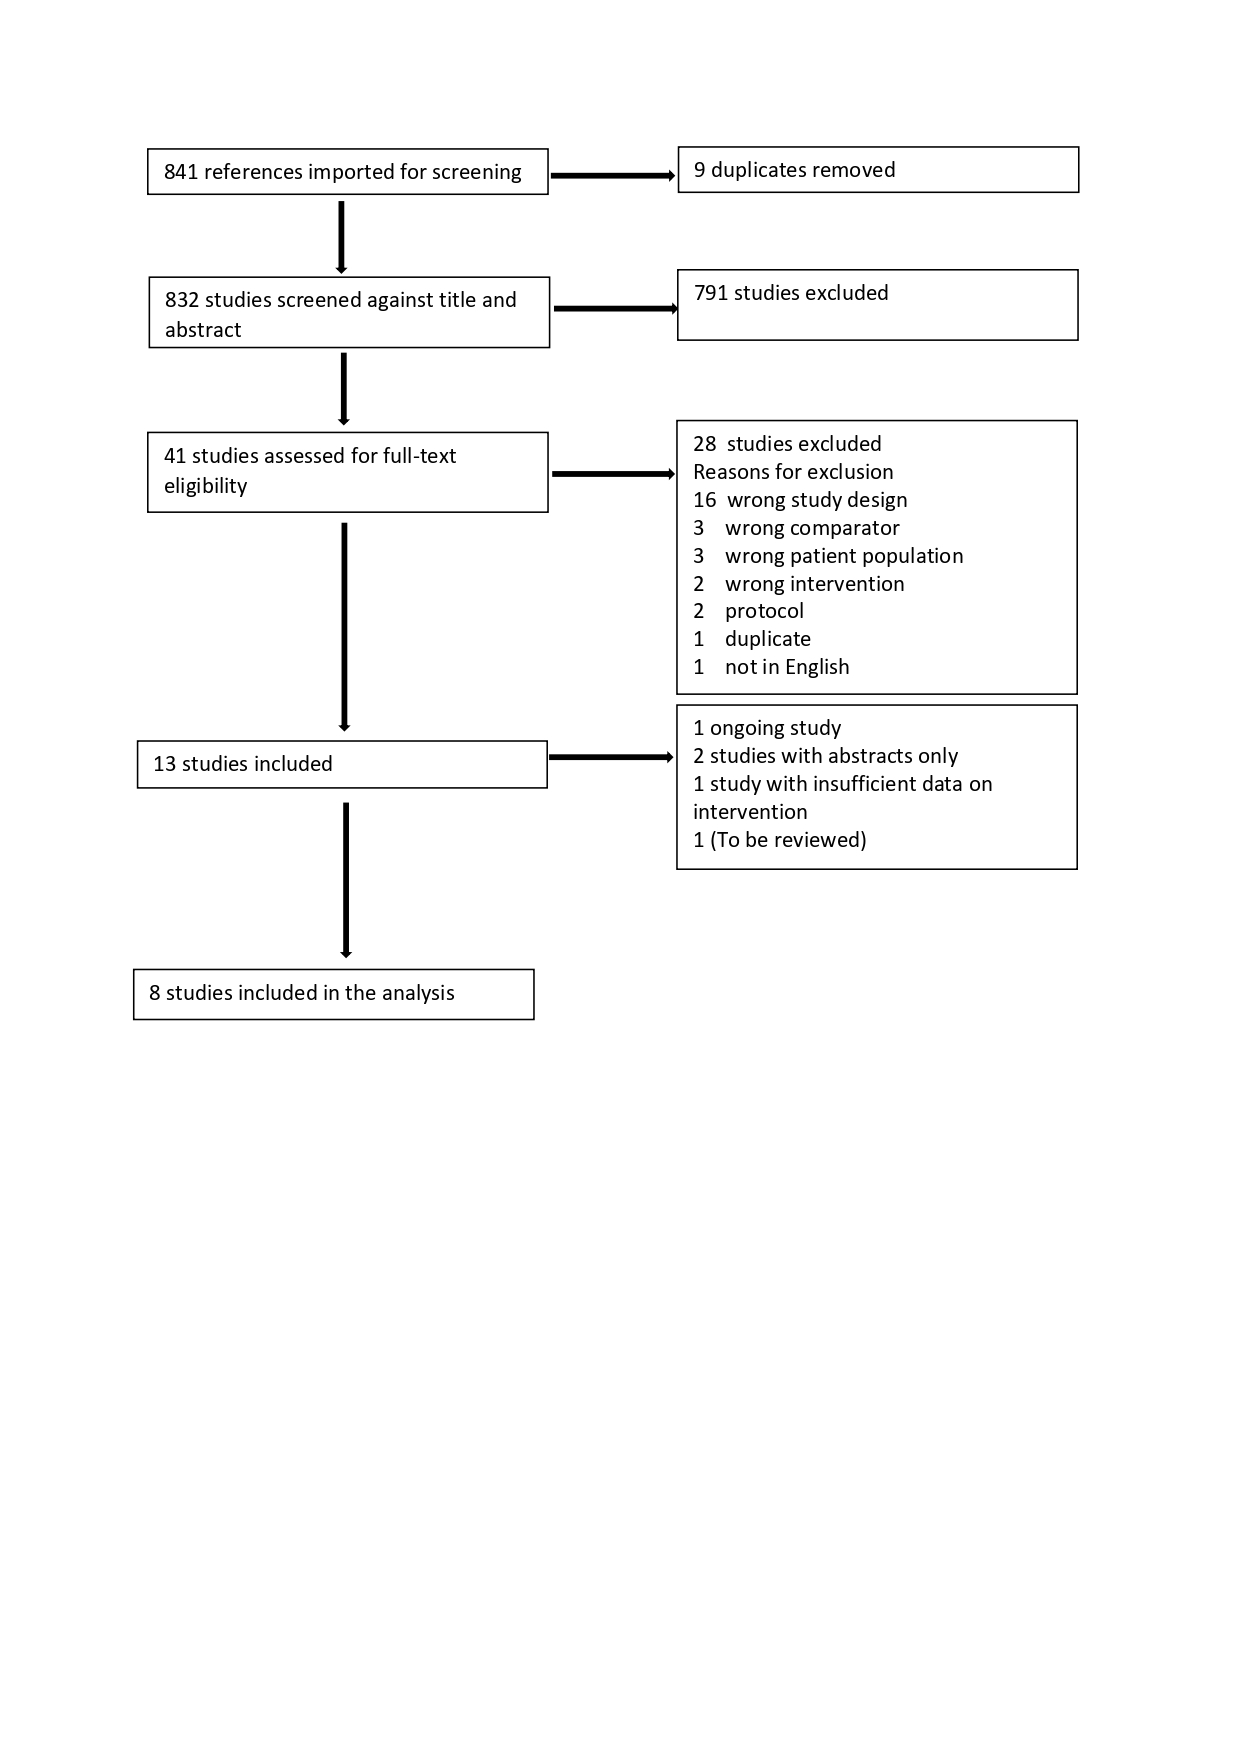 841 references imported for screening
9 duplicates removed
832 studies screened against title and
abstract
791 studies excluded
41 studies assessed for full-text
eligibility
28 studies excluded
Reasons for exclusion
16 wrong study design
3 wrong comparator
3 wrong patient population
2 wrong intervention
2 protocol
1 duplicate
1 not in English
13 studies included
1 ongoing study
2 studies with abstracts only
1 study with insufficient data on
intervention
1 (To be reviewed)
8 studies included in the analysis